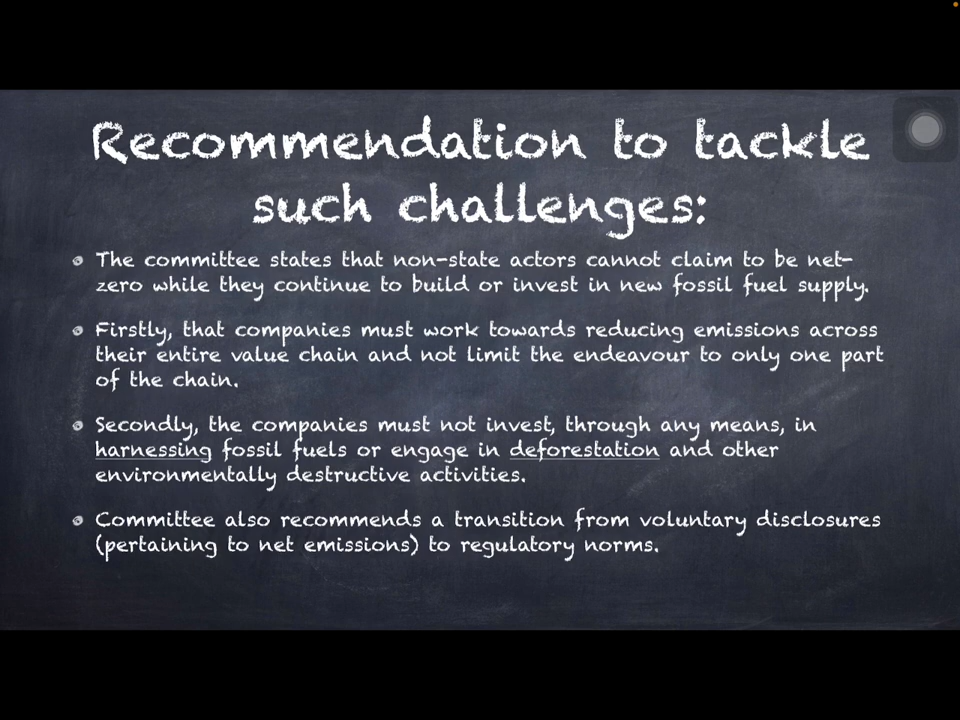 Recommendation to tackle
such challenges:
The committee states that non-state actors cannot claim to be net-
zero while they continue to build or invest in new fossil fuel supply.
Firstly, that companies must work towards reducing emissions across
their entire value chain and not limit the endeavour to only one part
of the chain.
Secondly, the companies must not invest, through any means, in
harnessing fossil fuels or engage in deforestation and other
environmentally destructive activities.
Committee also recommends a transition from voluntary disclosures
(pertaining to net emissions) to regulatory norms.